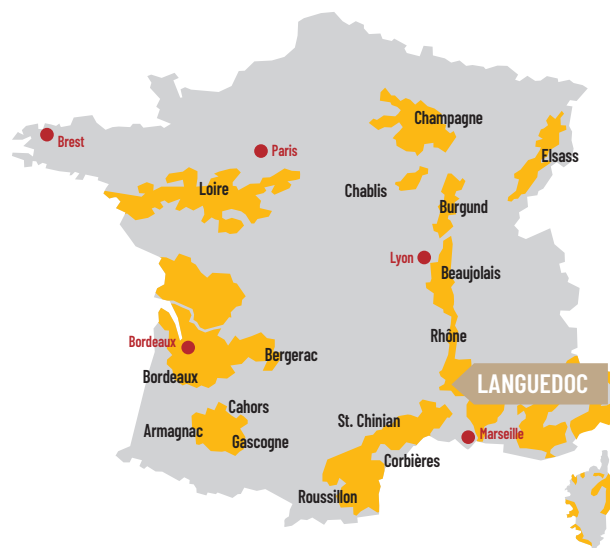 Champagne
Brest
Paris
Elsass
Loire
Chablis
Burgund
Lyon
Beaujolais
Rhône
Bordeaux
Bergerac
Bordeaux
LANGUEDOC
Cahors
St. Chinian
Armagnac
Gascogne
Marseille
Corbières
Roussillon